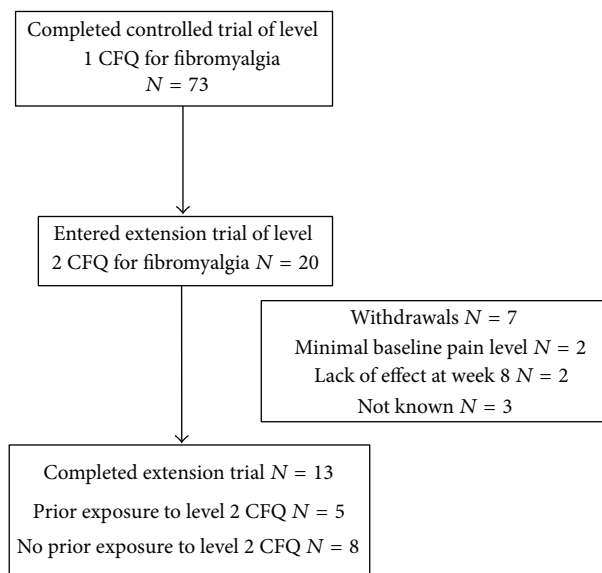 Completed controlled trial of level
1 CFQ for fibromyalgia
N = 73
Entered extension trial of level
2 CFQ for fibromyalgia N = 20
Withdrawals N = 7
Minimal baseline pain level N = 2
Lack of effect at week 8 N = 2
Not known N = 3
Completed extension trial N = 13
Prior exposure to level 2 CFQ N = 5
No prior exposure to level 2 CFQ N = 8